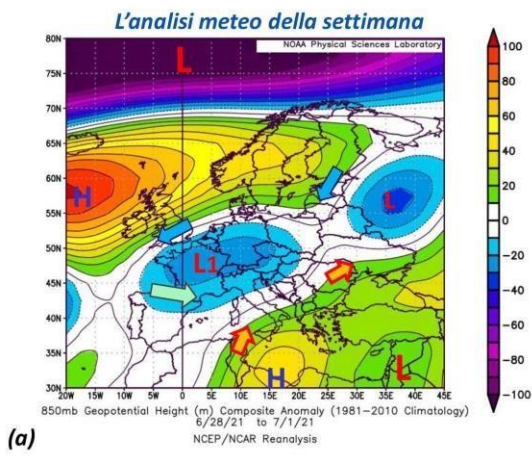 L'analisi meteo della settimana
NOAA Physical Sciences Laboratory
80N
75N
70N
65N
60N
55N
50N
45N
40N
35N
30N
L
H
L
L1
H
L
20W 15W 10W 5W 0 5E 10E 15E 20E 25E 30E 35E 40E 45E
100
80
60
40
20
0
-20
-40
-60
-80
-100
850mb Geopotential Height (m) Composite Anomaly (1981-2010 Climatology)
6/28/21 to 7/1/21
NCEP/NCAR Reanalysis
(a)